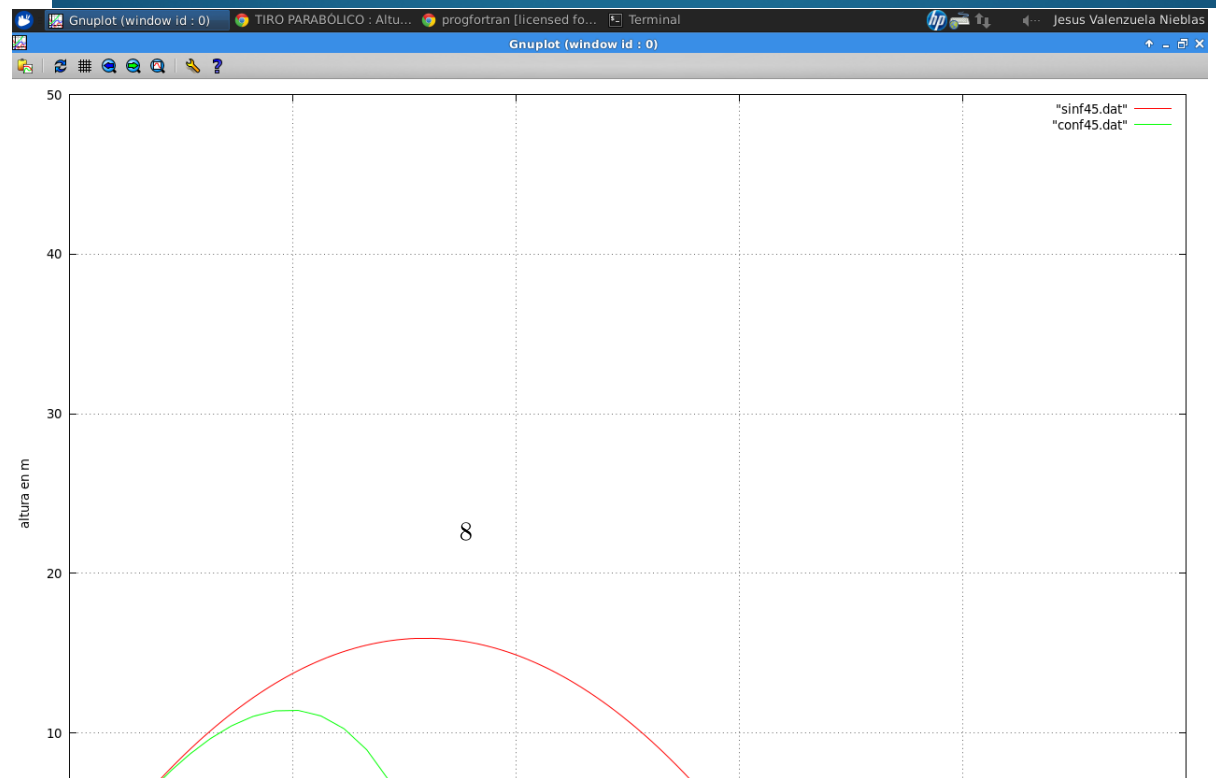 Gnuplot (window id : 0) TIRO PARABÓLICO : Altu... progfortran [licensed fo... Terminal hp Jesus Valenzuela Nieblas
Gnuplot (window id : 0)
?
50
"sinf45.dat"
"conf45.dat"
40
30
altura en m
8
20
10